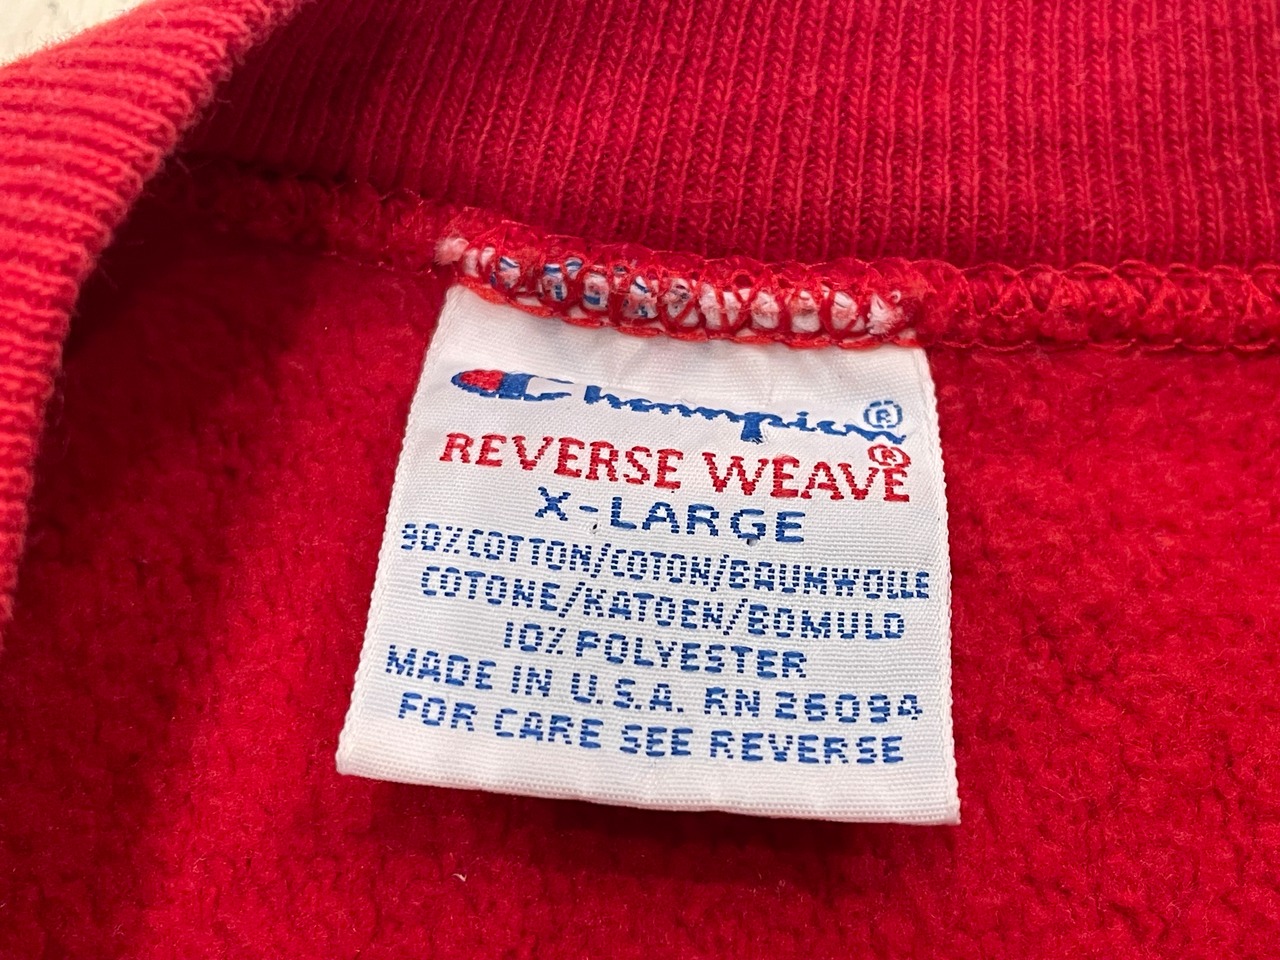 Champion®
REVERSE WEAVE®
X-LARGE
90% COTTON/COTON/BAUMWOLLE
COTONE/KATOEN/BOMULD
10% POLYESTER
MADE IN U.S.A. RN 26094
FOR CARE SEE REVERSE